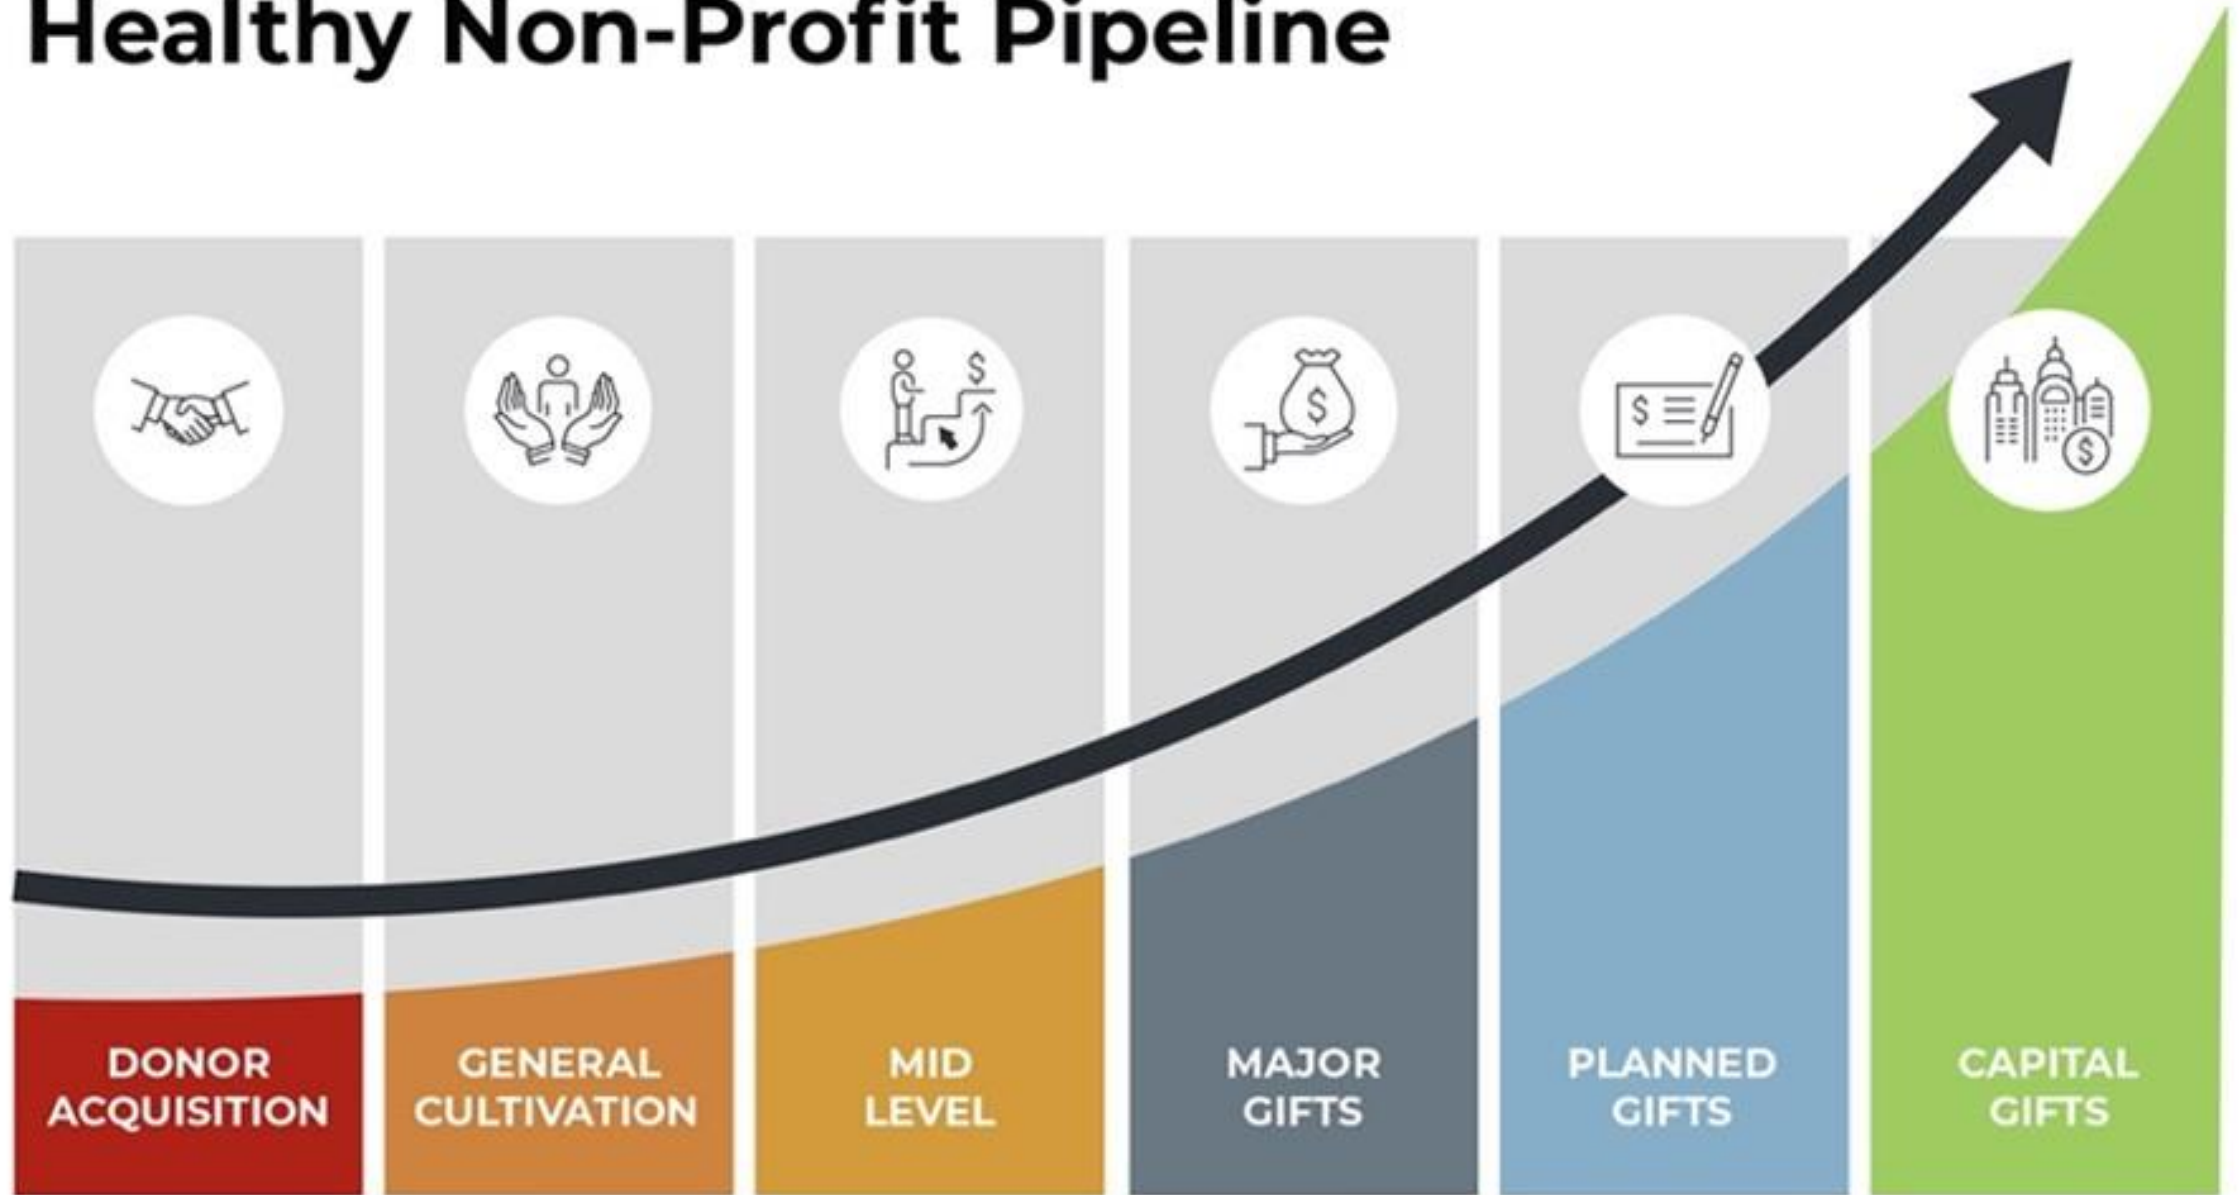 Healthy Non-Profit Pipeline
$
$
$
$
DONOR
ACQUISITION
GENERAL
CULTIVATION
MID
LEVEL
MAJOR
GIFTS
PLANNED
GIFTS
CAPITAL
GIFTS